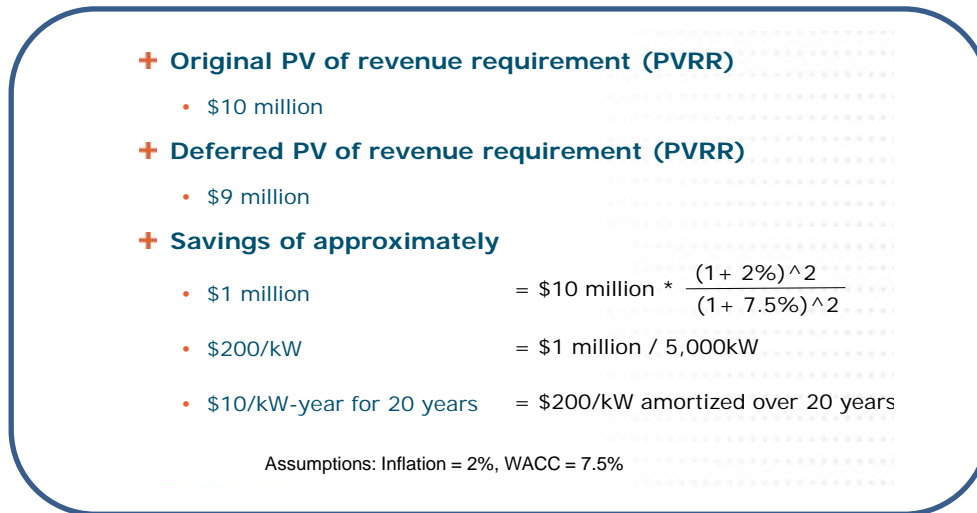 + Original PV of revenue requirement (PVRR)
• $10 million
+ Deferred PV of revenue requirement (PVRR)
• $9 million
+ Savings of approximately
• $1 million = $10 million * (1+ 2%)^2 / (1+ 7.5%)^2
• $200/kW = $1 million / 5,000kW
• $10/kW-year for 20 years = $200/kW amortized over 20 years
Assumptions: Inflation = 2%, WACC = 7.5%